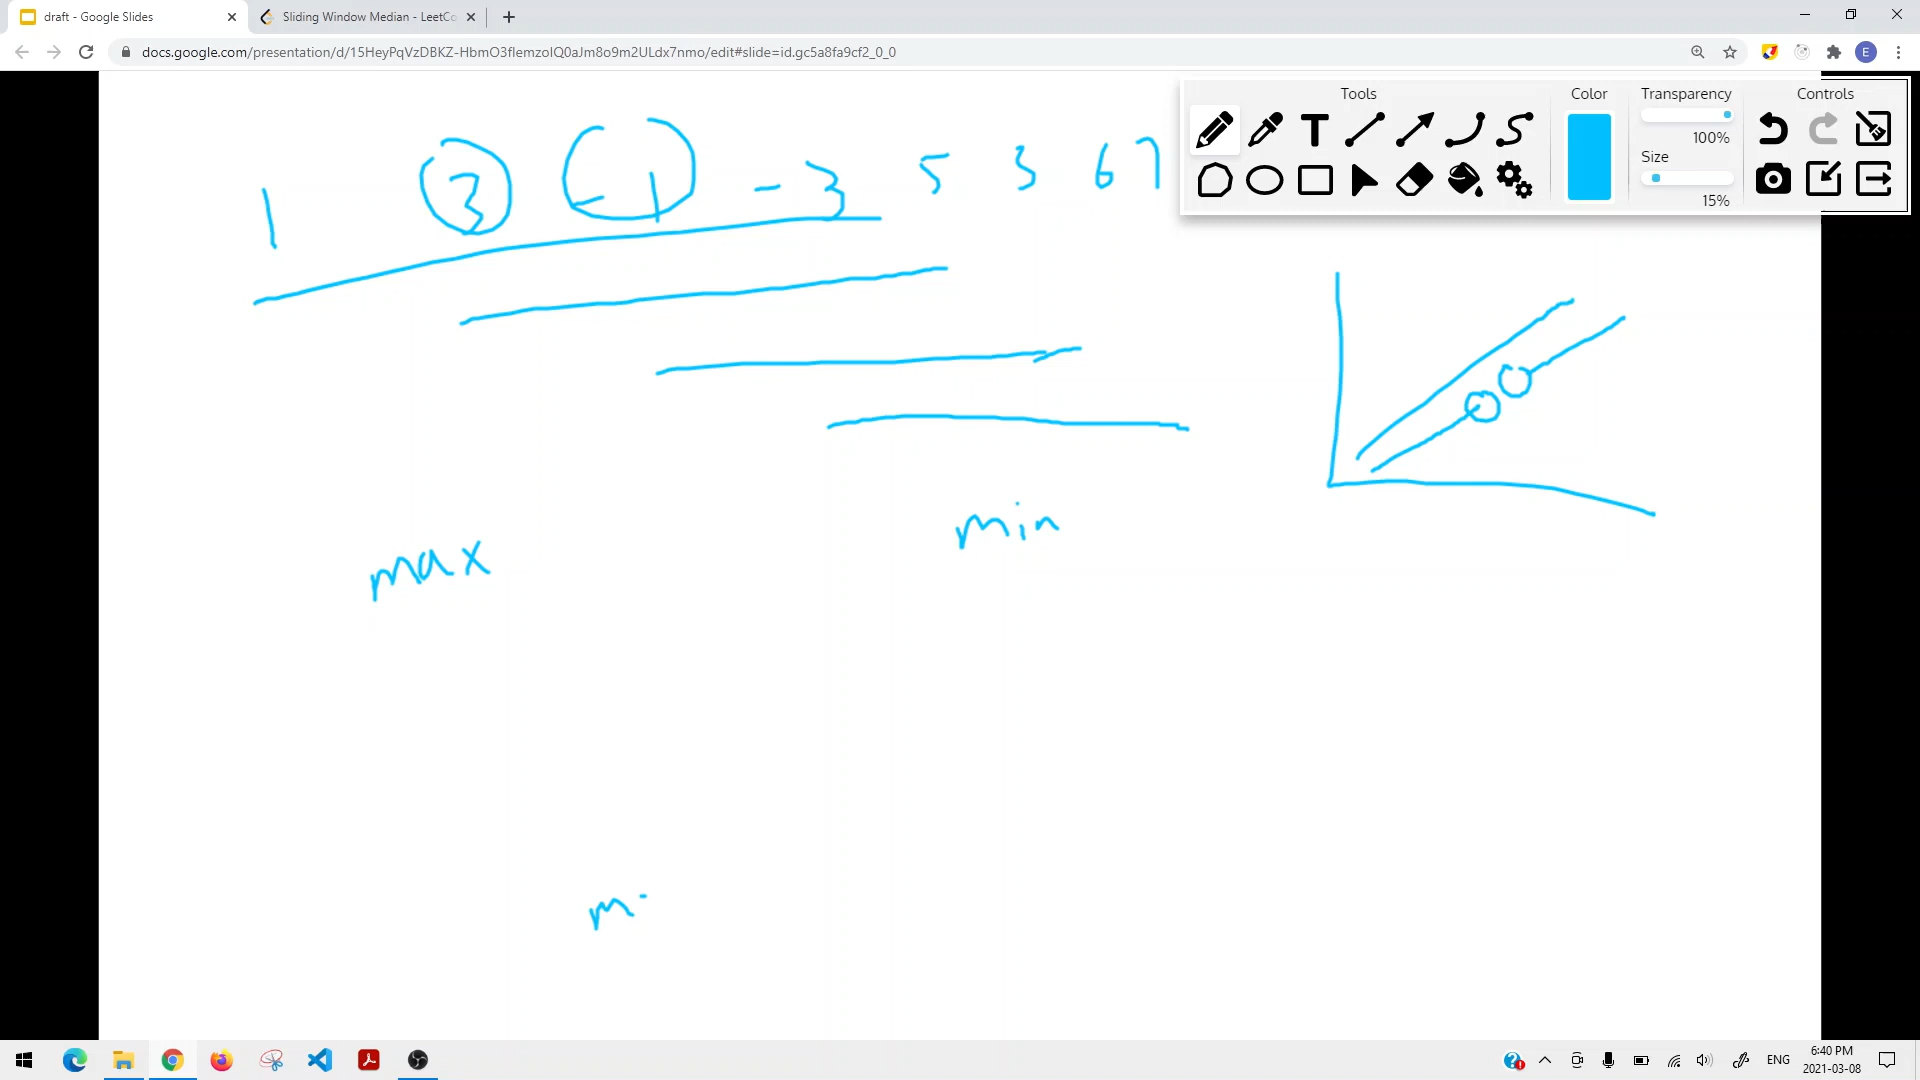 draft - Google Slides
Sliding Window Median - LeetCo
docs.google.com/presentation/d/15HeyPqVzDBKZ-HbmO3flemzolQ0aJm8o9m2ULdx7nmo/edit#slide=id.gc5a8fa9cf2_0_0
E
Tools
Color
Transparency
Controls
100%
Size
15%
1 3 -1 -3 5 3 6 7
min
max
m
ENG
6:40 PM
2021-03-08